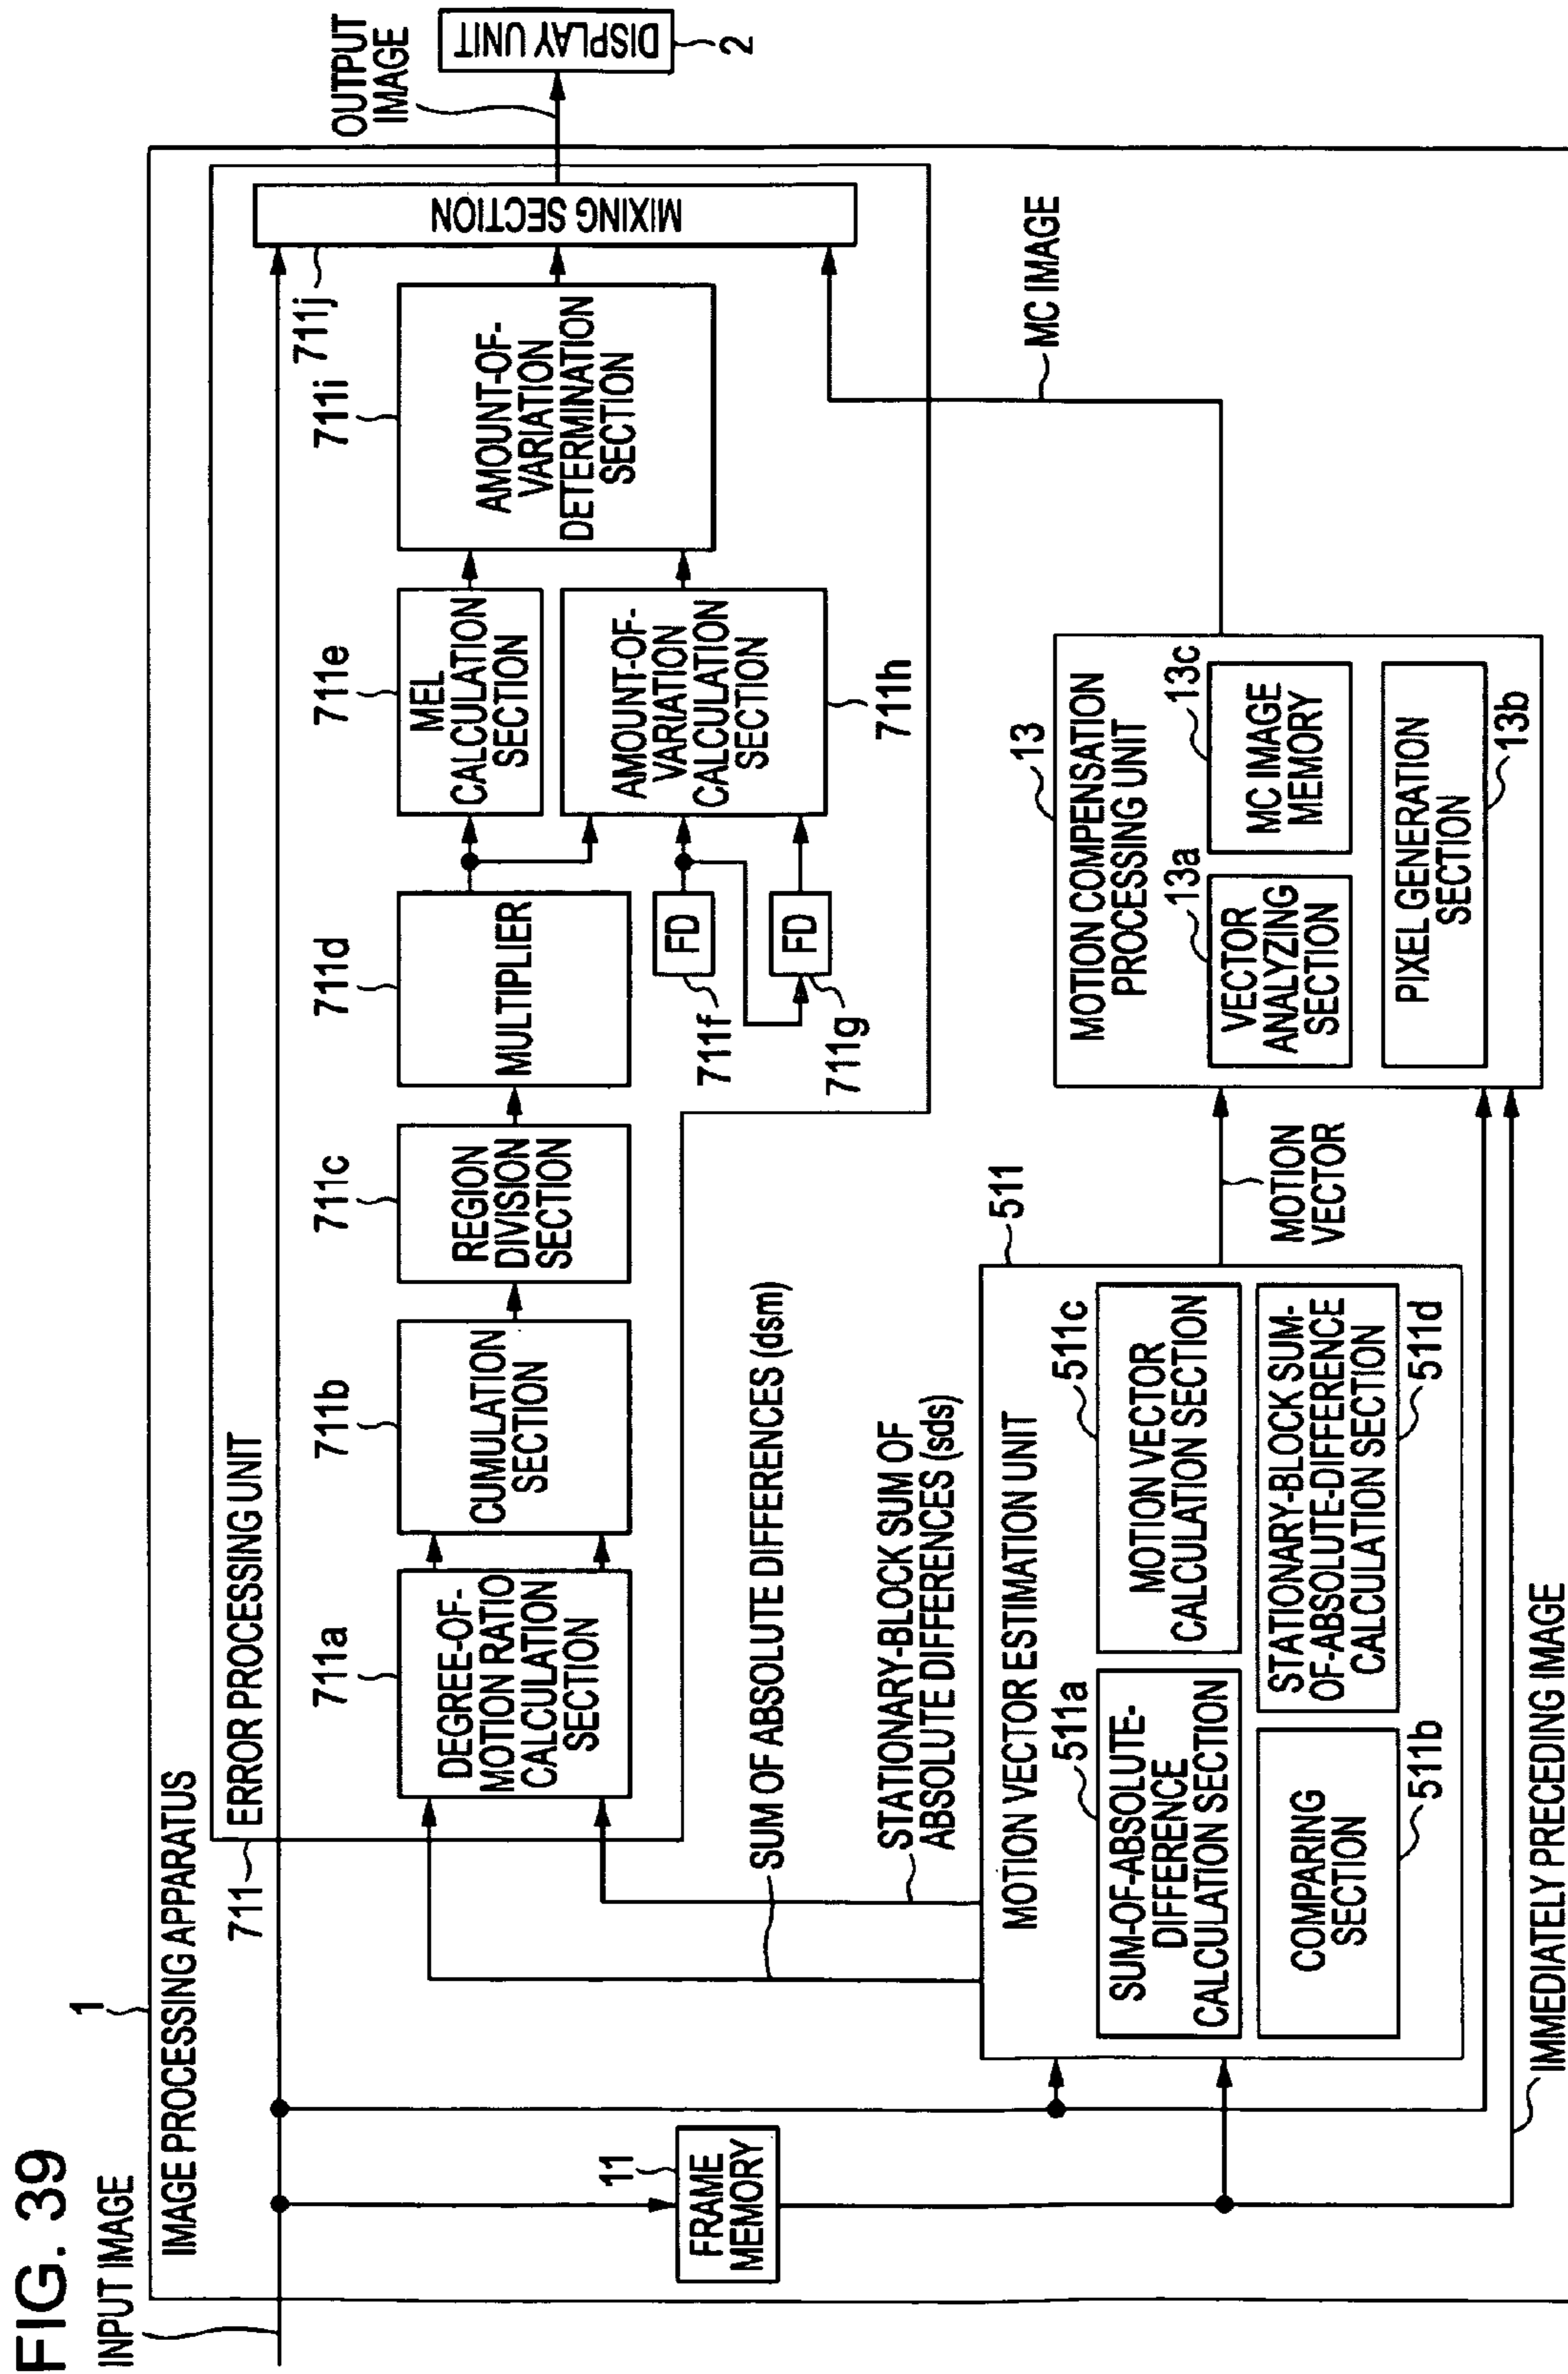 FIG. 39
INPUT IMAGE
1
IMAGE PROCESSING APPARATUS
711
ERROR PROCESSING UNIT
711a
DEGREE-OF-
MOTION RATIO
CALCULATION
SECTION
711b
CUMULATION
SECTION
711c
REGION
DIVISION
SECTION
711d
MULTIPLIER
711e
MEL
CALCULATION
SECTION
FD
711f
FD
711g
AMOUNT-OF-
VARIATION
CALCULATION
SECTION
711h
711i
AMOUNT-OF-
VARIATION
DETERMINATION
SECTION
711j
MIXING SECTION
OUTPUT
IMAGE
DISPLAY UNIT
2
11
FRAME
MEMORY
SUM OF ABSOLUTE DIFFERENCES (dsm)
STATIONARY-BLOCK SUM OF
ABSOLUTE DIFFERENCES (sds)
MOTION VECTOR ESTIMATION UNIT
511
511a
SUM-OF-ABSOLUTE-
DIFFERENCE
CALCULATION SECTION
511c
MOTION VECTOR
CALCULATION SECTION
COMPARING
SECTION
511b
STATIONARY-BLOCK SUM-
OF-ABSOLUTE-DIFFERENCE
CALCULATION SECTION
511d
MOTION
VECTOR
MOTION COMPENSATION
PROCESSING UNIT
13
13a
VECTOR
ANALYZING
SECTION
13c
MC IMAGE
MEMORY
PIXEL GENERATION
SECTION
13b
MC IMAGE
IMMEDIATELY PRECEDING IMAGE